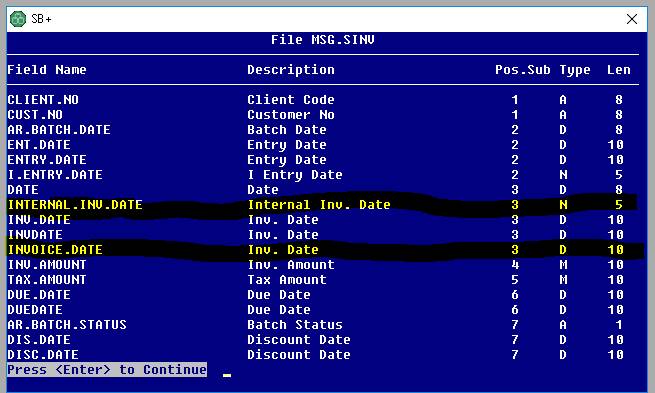 SB+
File MSG.SINV
Field Name Description Pos.Sub Type Len
CLIENT.NO Client Code 1 A 8
CUST.NO Customer No 1 A 8
AR.BATCH.DATE Batch Date 2 D 8
ENT.DATE Entry Date 2 D 10
ENTRY.DATE Entry Date 2 D 10
I.ENTRY.DATE I Entry Date 2 N 5
DATE Date 3 D 8
INTERNAL.INV.DATE Internal Inv. Date 3 N 5
INV.DATE Inv. Date 3 D 10
INVDATE Inv. Date 3 D 10
INVOICE.DATE Inv. Date 3 D 10
INV.AMOUNT Inv. Amount 4 M 10
TAX.AMOUNT Tax Amount 5 M 10
DUE.DATE Due Date 6 D 10
DUEDATE Due Date 6 D 10
AR.BATCH.STATUS Batch Status 7 A 1
DIS.DATE Discount Date 7 D 10
DISC.DATE Discount Date 7 D 10
Press <Enter> to Continue